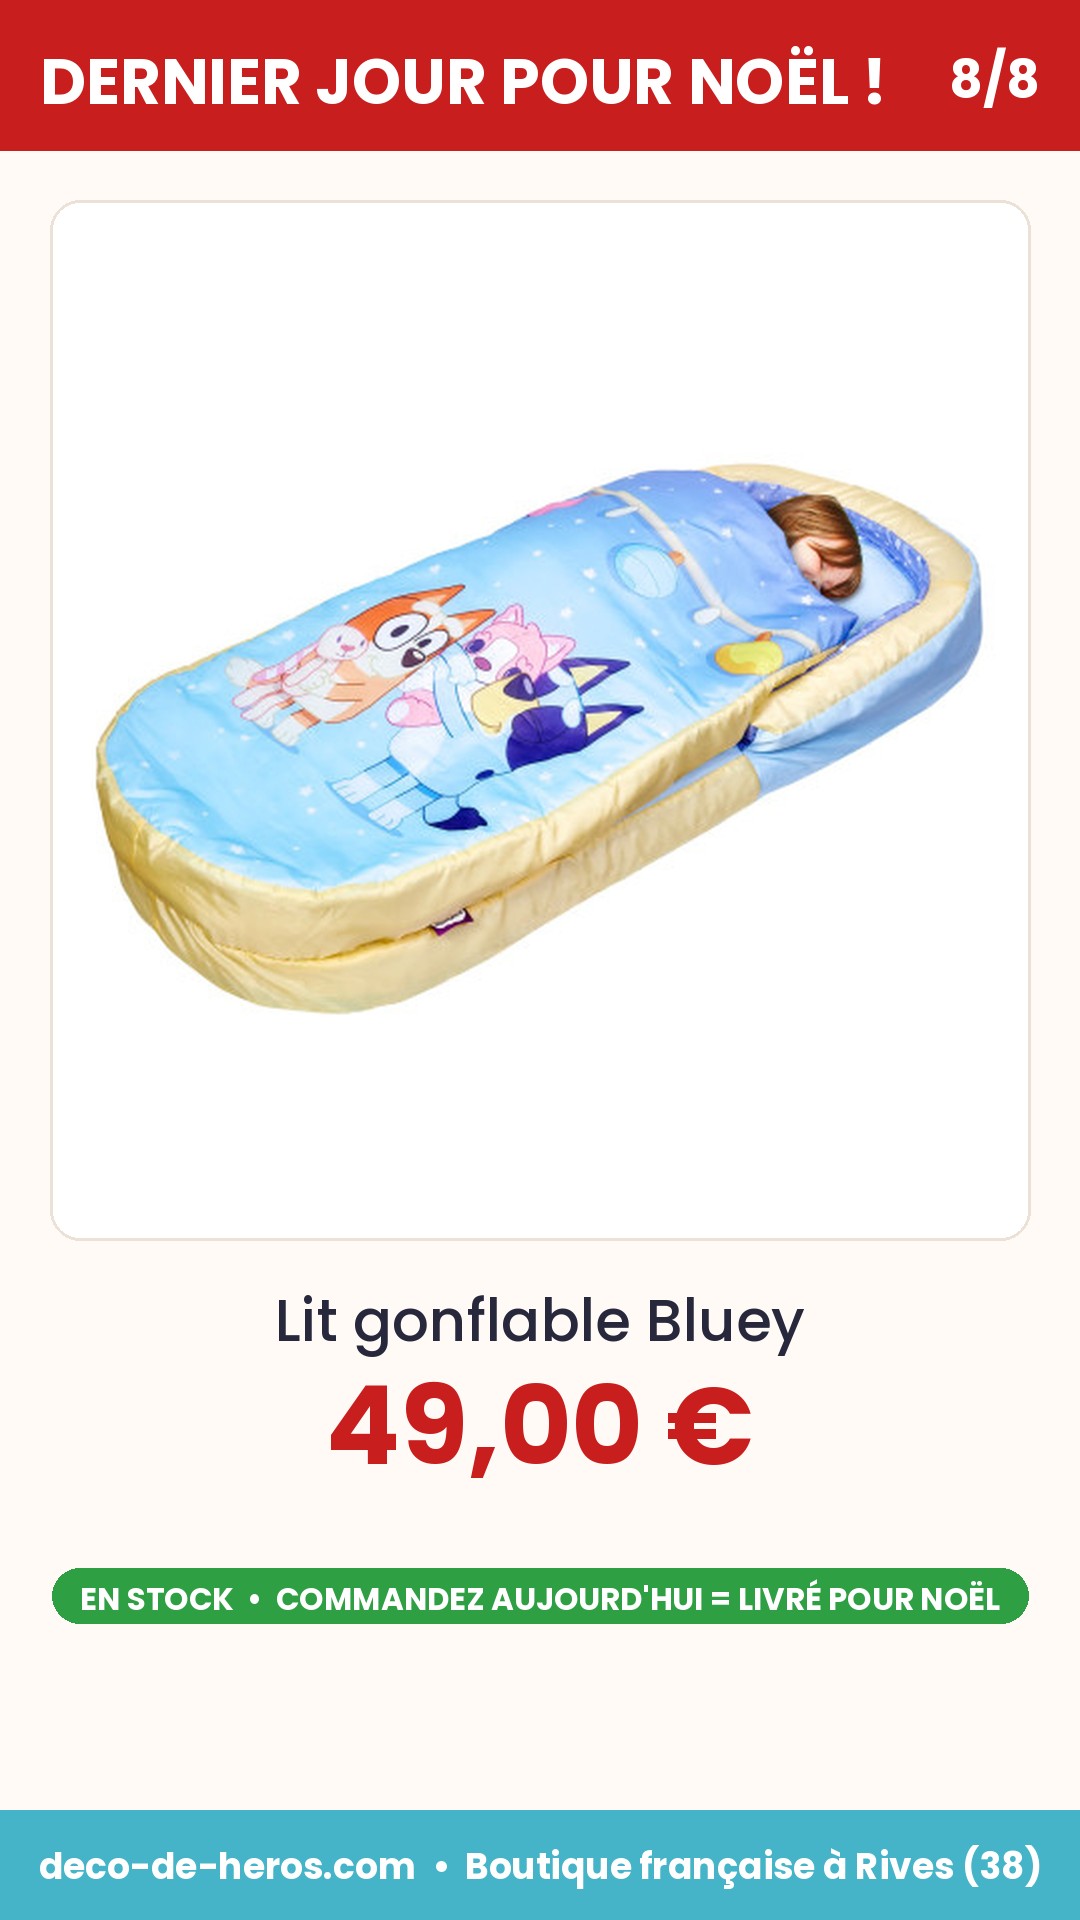 DERNIER JOUR POUR NOËL !
8/8
Lit gonflable Bluey
49,00 €
EN STOCK • COMMANDEZ AUJOURD'HUI = LIVRÉ POUR NOËL
deco-de-heros.com • Boutique française à Rives (38)